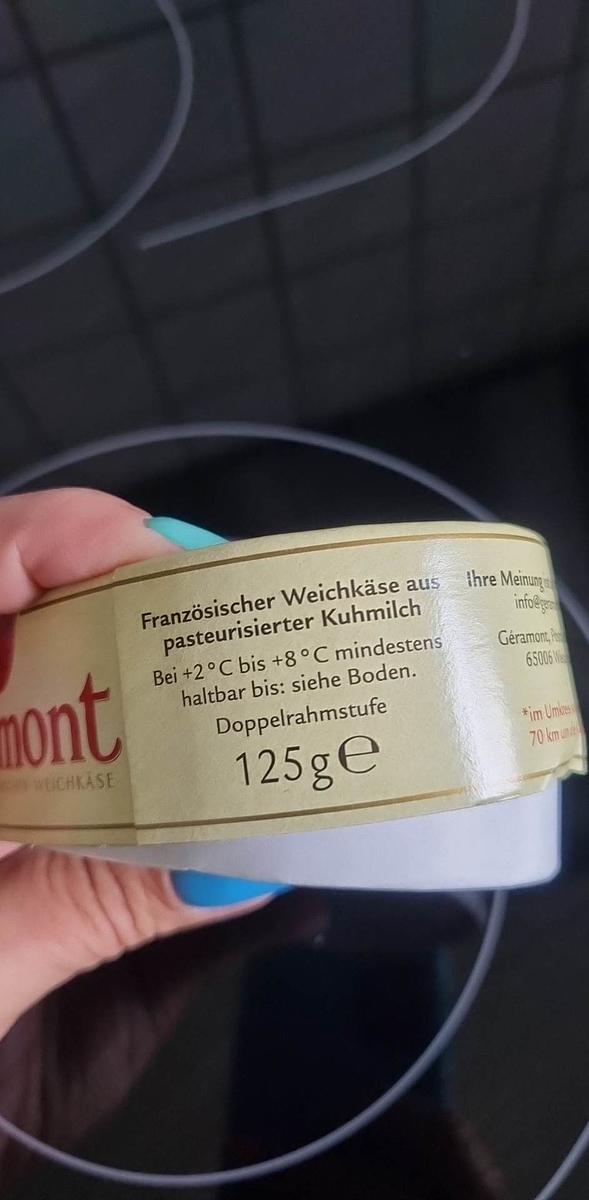 mont
WEICHKÄSE
Französischer Weichkäse aus
pasteurisierter Kuhmilch
Bei +2°C bis +8°C mindestens
haltbar bis: siehe Boden.
Doppelrahmstufe
125g℮
Ihre Meinung
Géramont,
65006
*im Umkreis
70 km um